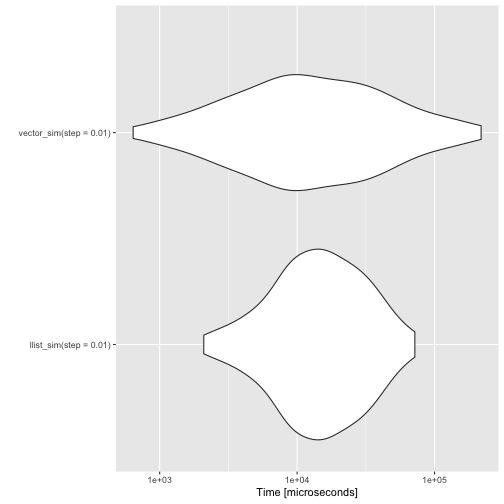 vector_sim(step = 0.01)
llist_sim(step = 0.01)
1e+03 1e+04 1e+05
Time [microseconds]